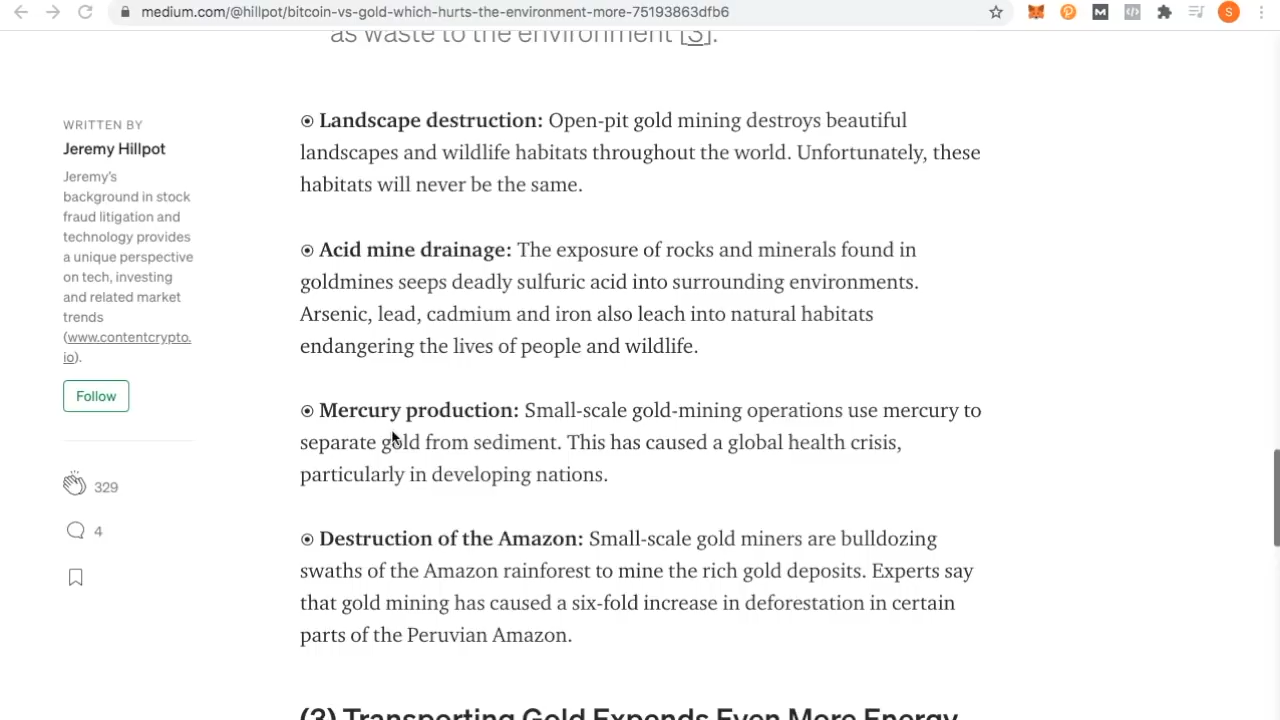 medium.com/@hillpot/bitcoin-vs-gold-which-hurts-the-environment-more-75193863dfb6
S
as waste to the environment [3].
WRITTEN BY
Jeremy Hillpot
Jeremy's
background in stock
fraud litigation and
technology provides
a unique perspective
on tech, investing
and related market
trends
(www.contentcrypto.
io).
Follow
329
4
Landscape destruction: Open-pit gold mining destroys beautiful
landscapes and wildlife habitats throughout the world. Unfortunately, these
habitats will never be the same.
Acid mine drainage: The exposure of rocks and minerals found in
goldmines seeps deadly sulfuric acid into surrounding environments.
Arsenic, lead, cadmium and iron also leach into natural habitats
endangering the lives of people and wildlife.
Mercury production: Small-scale gold-mining operations use mercury to
separate gold from sediment. This has caused a global health crisis,
particularly in developing nations.
Destruction of the Amazon: Small-scale gold miners are bulldozing
swaths of the Amazon rainforest to mine the rich gold deposits. Experts say
that gold mining has caused a six-fold increase in deforestation in certain
parts of the Peruvian Amazon.
(3) Transporting Gold Expends Even More Energy